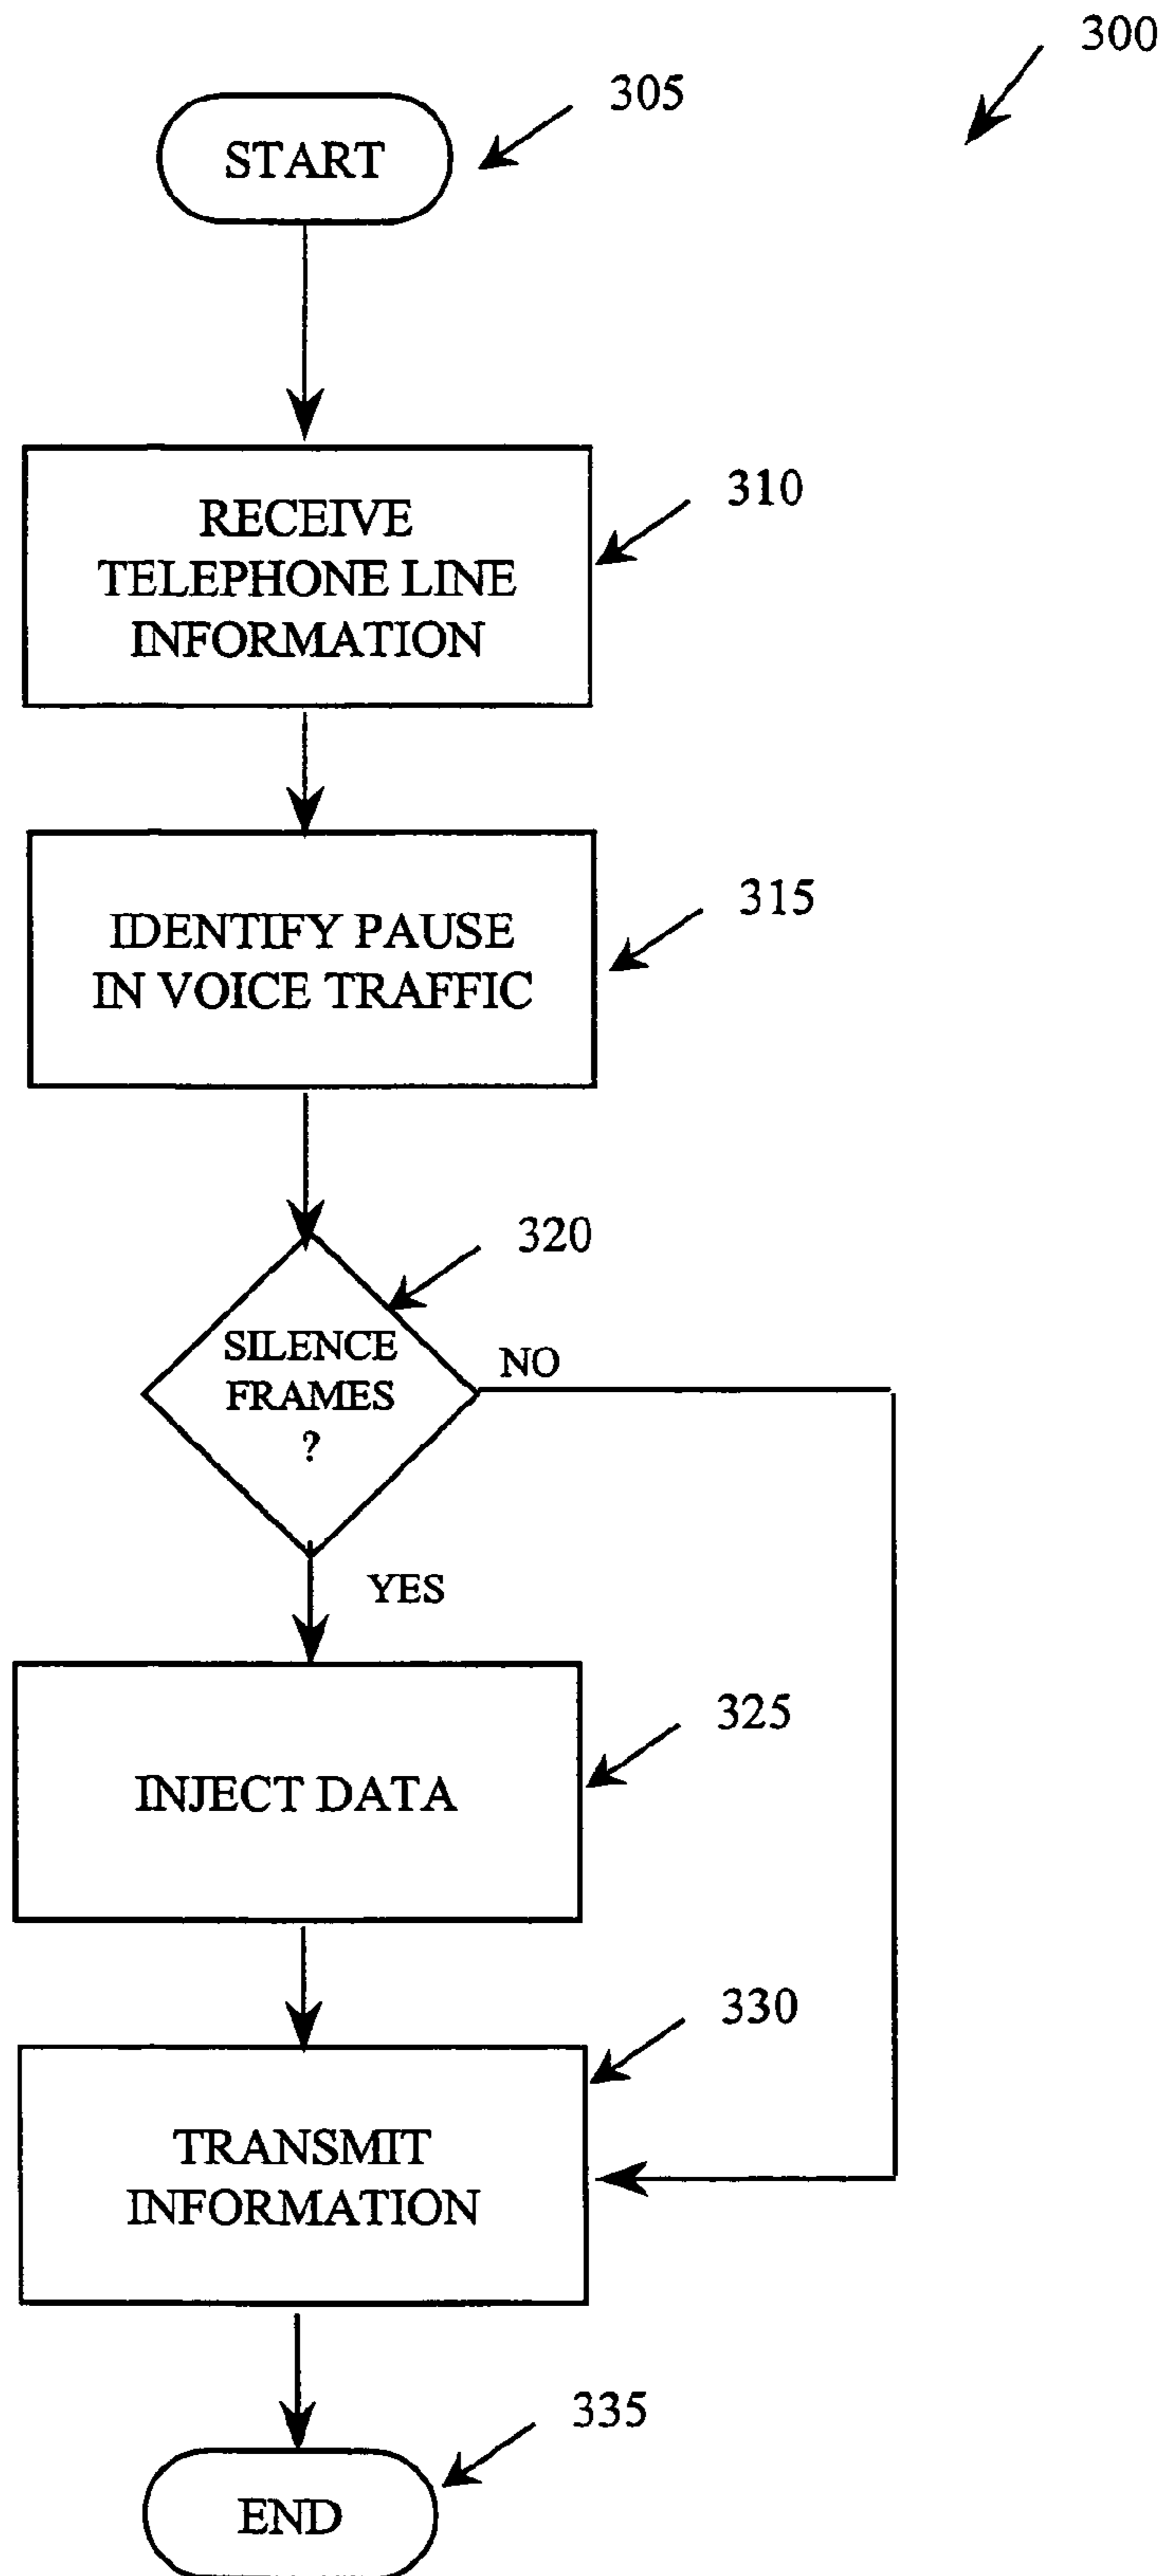 300
305
START
310
RECEIVE
TELEPHONE LINE
INFORMATION
315
IDENTIFY PAUSE
IN VOICE TRAFFIC
320
SILENCE
FRAMES
?
NO
YES
325
INJECT DATA
330
TRANSMIT
INFORMATION
335
END